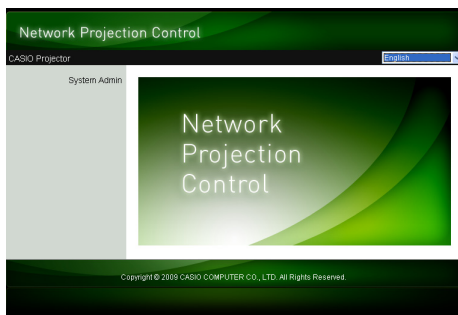 Network Projection Control
CASIO Projector
English
System Admin
Network
Projection
Control
Copyright © 2009 CASIO COMPUTER CO., LTD. All Rights Reserved.